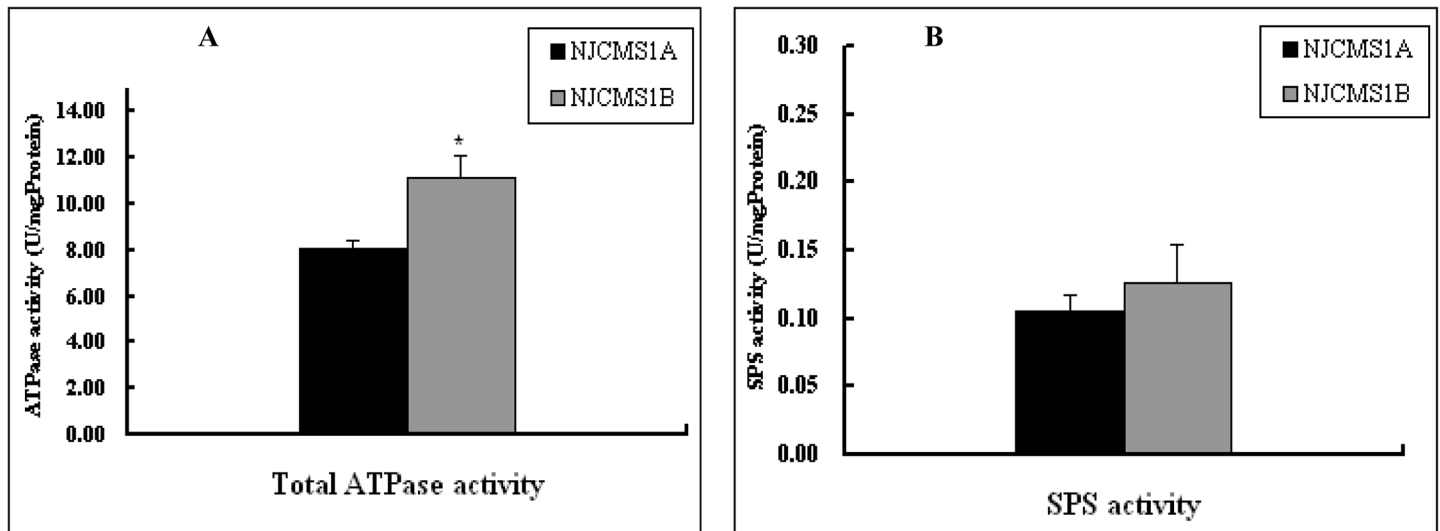 A
NJCMS1A
NJCMS1B
ATPase activity (U/mgProtein)
14.00
12.00
10.00
8.00
6.00
4.00
2.00
0.00
*
Total ATPase activity
B
NJCMS1A
NJCMS1B
SPS activity (U/mgProtein)
0.30
0.25
0.20
0.15
0.10
0.05
0.00
SPS activity